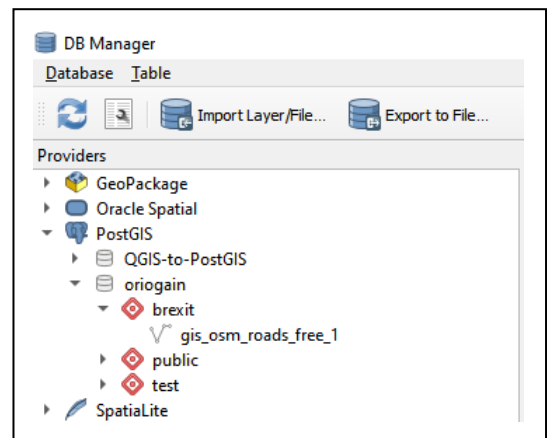 DB Manager
Database Table
Import Layer/File... Export to File...
Providers
GeoPackage
Oracle Spatial
PostGIS
QGIS-to-PostGIS
oriogain
brexit
gis_osm_roads_free_1
public
test
SpatiaLite